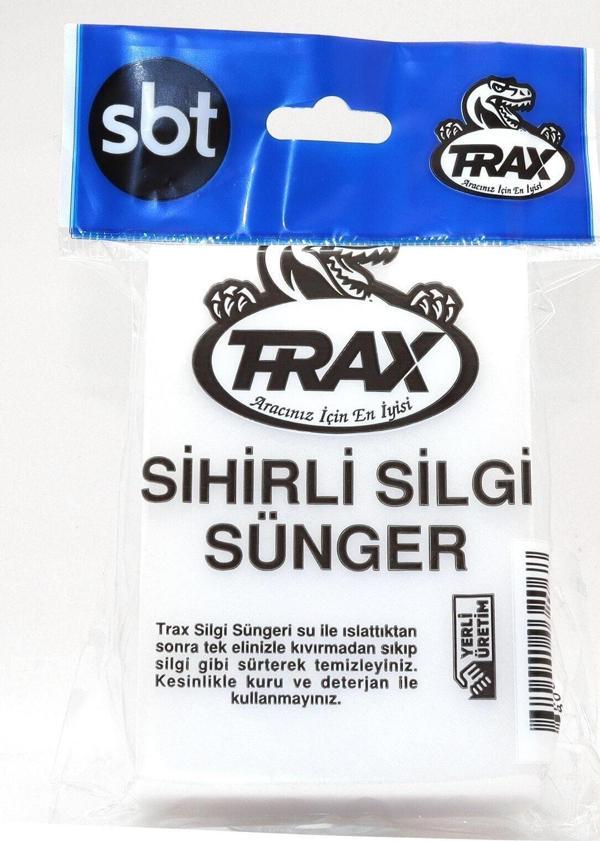 sbt
TRAX
Aracınız İçin En İyisi
TRAX
Aracınız İçin En İyisi
SİHİRLİ SİLGİ
SÜNGER
Trax Silgi Süngeri su ile ıslattıktan
sonra tek elinizle kıvırmadan sıkıp
silgi gibi sürterek temizleyiniz.
Kesinlikle kuru ve deterjan ile
kullanmayınız.
YERLİ
ÜRETİM